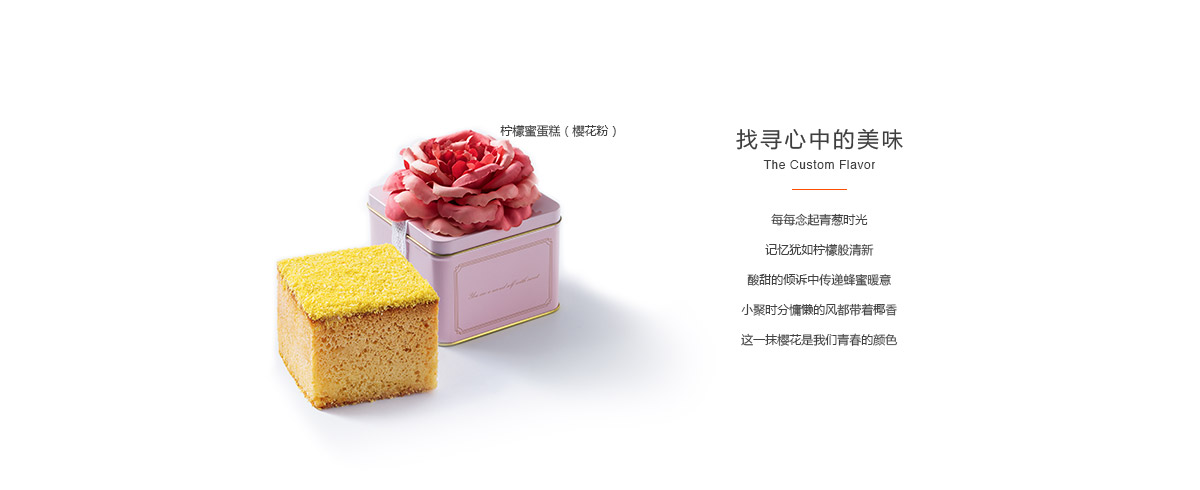 柠檬蜜蛋糕（樱花粉）
找寻心中的美味
The Custom Flavor
每每念起青葱时光
记忆犹如柠檬般清新
酸甜的倾诉中传递蜂蜜暖意
小聚时分慵懒的风都带着椰香
这一抹樱花是我们青春的颜色